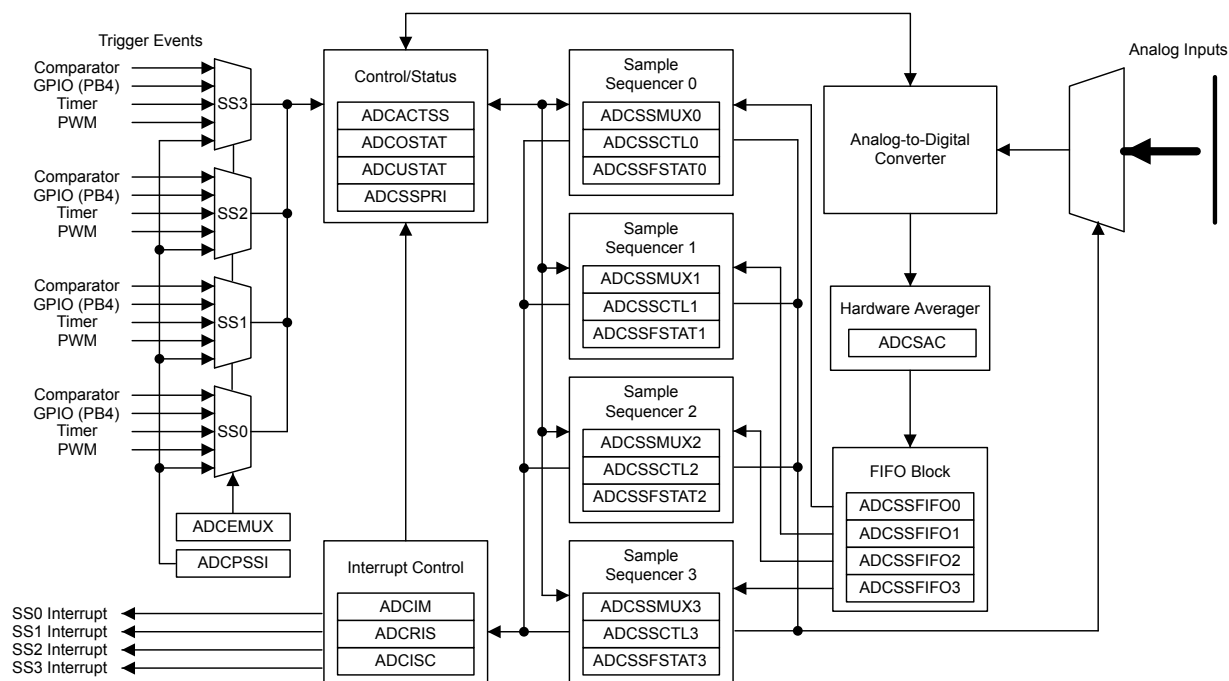 Trigger Events
Comparator
GPIO (PB4)
Timer
PWM
SS3
Comparator
GPIO (PB4)
Timer
PWM
SS2
Comparator
GPIO (PB4)
Timer
PWM
SS1
Comparator
GPIO (PB4)
Timer
PWM
SS0
ADCEMUX
ADCPSSI
SS0 Interrupt
SS1 Interrupt
SS2 Interrupt
SS3 Interrupt
Control/Status
ADCACTSS
ADCOSTAT
ADCUSTAT
ADCSSPRI
Interrupt Control
ADCIM
ADCRIS
ADCISC
Sample
Sequencer 0
ADCSSMUX0
ADCSSCTL0
ADCSSFSTAT0
Sample
Sequencer 1
ADCSSMUX1
ADCSSCTL1
ADCSSFSTAT1
Sample
Sequencer 2
ADCSSMUX2
ADCSSCTL2
ADCSSFSTAT2
Sample
Sequencer 3
ADCSSMUX3
ADCSSCTL3
ADCSSFSTAT3
Analog-to-Digital
Converter
Hardware Averager
ADCSAC
FIFO Block
ADCSSFIFO0
ADCSSFIFO1
ADCSSFIFO2
ADCSSFIFO3
Analog Inputs